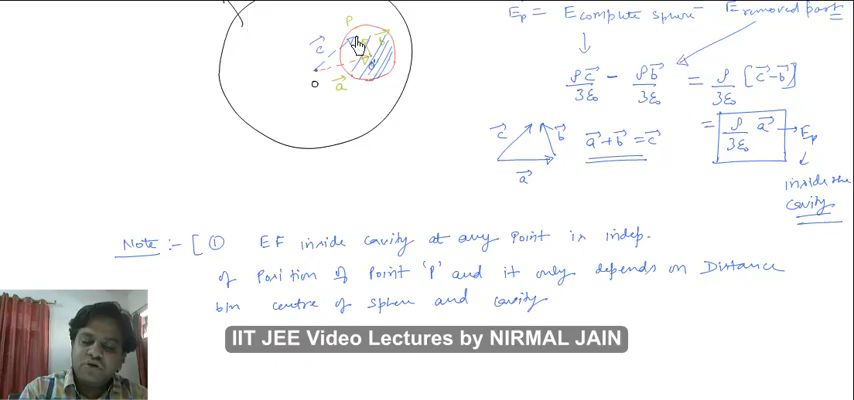 Ep = E complete sphere - E removed part
P
c
b
a
O
ρc/3ε₀ - ρb/3ε₀ = ρ/3ε₀ [c - b]
c
b
a
a + b = c
= ρ/3ε₀ a → Ep
inside the
cavity
Note :- [ ① EF inside cavity at any Point is indep.
of Position of Point 'P' and it only depends on Distance
b/n centre of sphere and cavity
IIT JEE Video Lectures by NIRMAL JAIN